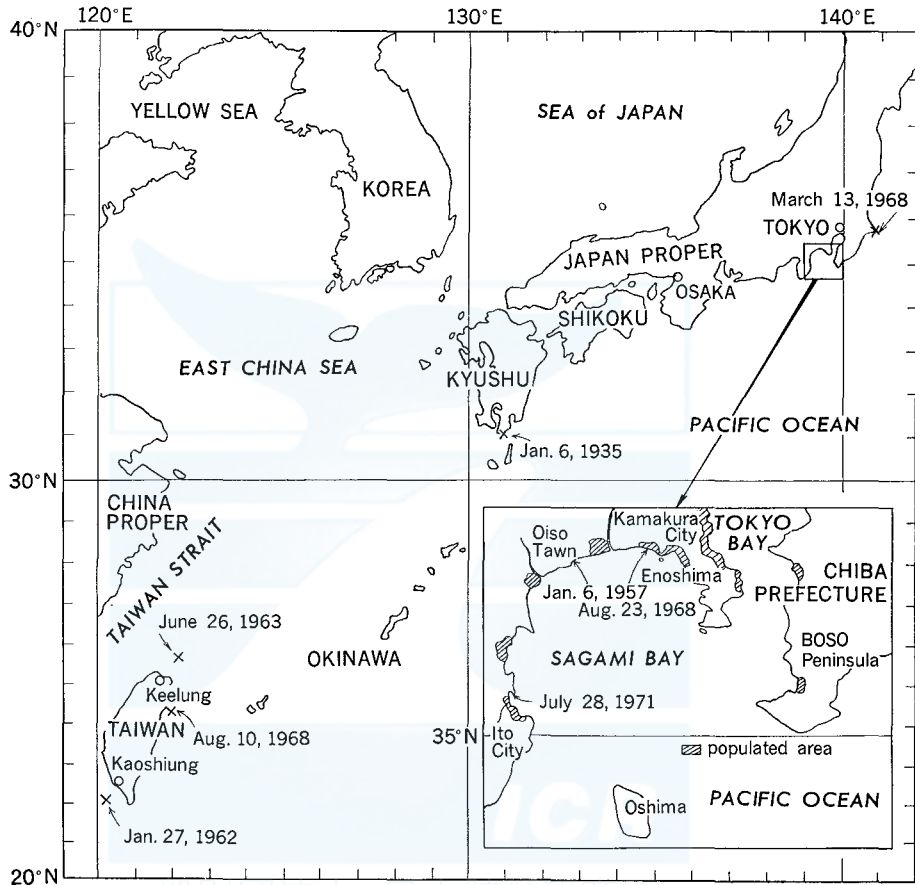 120°E
130°E
140°E
40°N
YELLOW SEA
SEA of JAPAN
KOREA
March 13, 1968
TOKYO
JAPAN PROPER
OSAKA
SHIKOKU
EAST CHINA SEA
KYUSHU
PACIFIC OCEAN
Jan. 6, 1935
30°N
CHINA
PROPER
TAIWAN STRAIT
Kamakura
City
TOKYO
BAY
Oiso
Tawn
Enoshima
CHIBA
PREFECTURE
Jan. 6, 1957
Aug. 23, 1968
June 26, 1963
OKINAWA
SAGAMI BAY
BOSO
Peninsula
Keelung
July 28, 1971
TAIWAN
Aug. 10, 1968
35°N
Ito
City
populated area
Kaoshiung
Oshima
PACIFIC OCEAN
Jan. 27, 1962
20°N